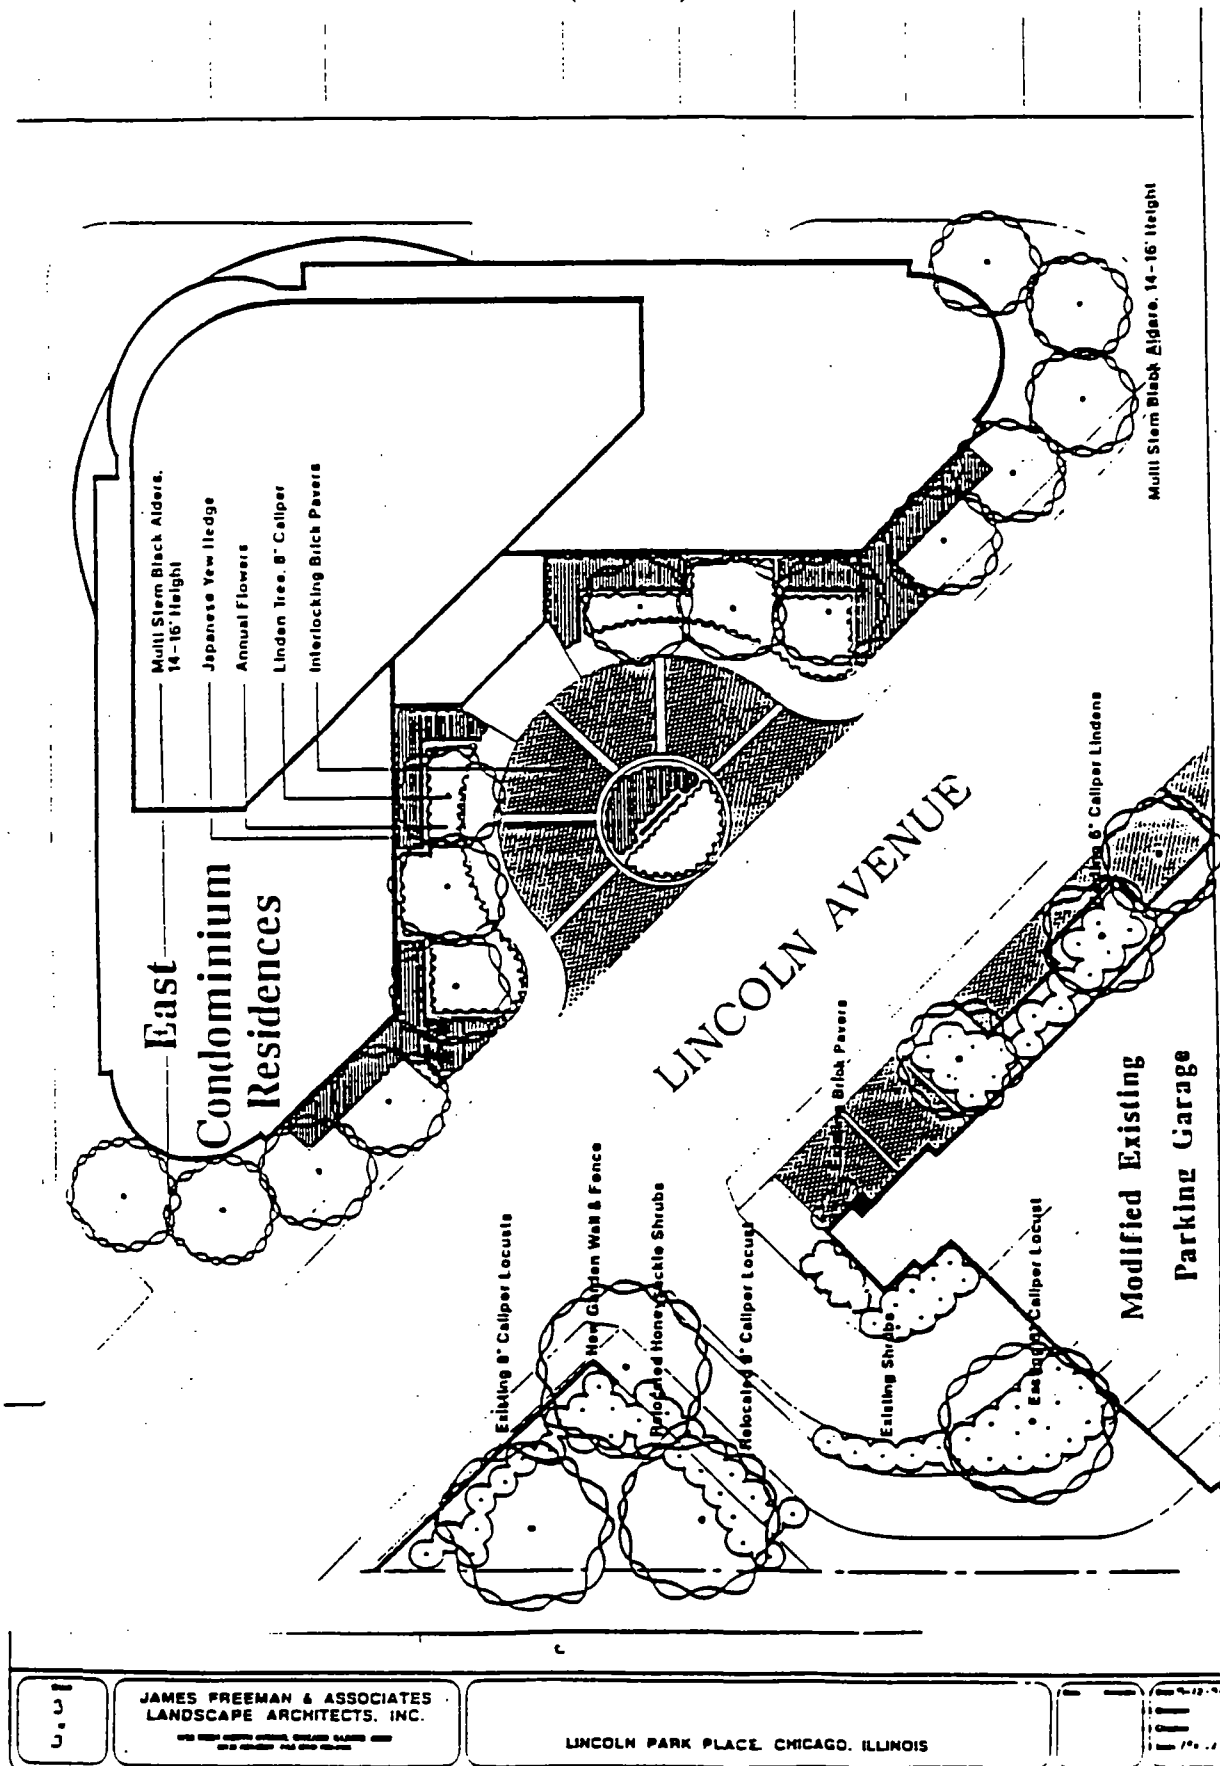 Multi Stem Black Alders,
14-16' Height
Japanese Yew Hedge
Annual Flowers
Linden Tree, 8" Caliper
Interlocking Brick Pavers
Multi Stem Black Alders, 14-16' Height
East
Condominium
Residences
LINCOLN AVENUE
6" Caliper Lindens
Brick Pavers
Modified Existing
Parking Garage
Existing 8" Caliper Locusts
New Garden Wall & Fence
Relocated Honeysuckle Shrubs
Relocated 8" Caliper Locust
Existing Shrubs
Existing Caliper Locust
JAMES FREEMAN & ASSOCIATES
LANDSCAPE ARCHITECTS, INC.
LINCOLN PARK PLACE, CHICAGO, ILLINOIS